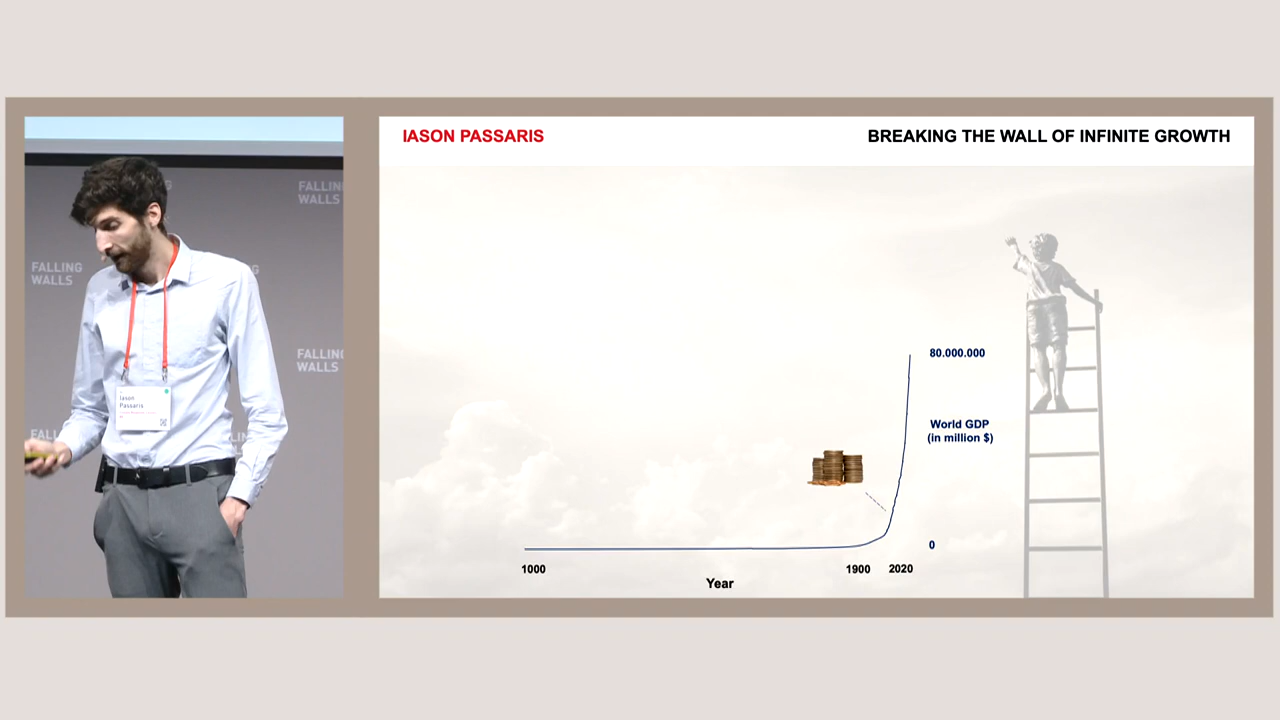 IASON PASSARIS
BREAKING THE WALL OF INFINITE GROWTH
FALLING
WALLS
FALLING
WALLS
FALLIN
WALLS
Iason
Passaris
80.000.000
World GDP
(in million $)
0
1000
1900
2020
Year